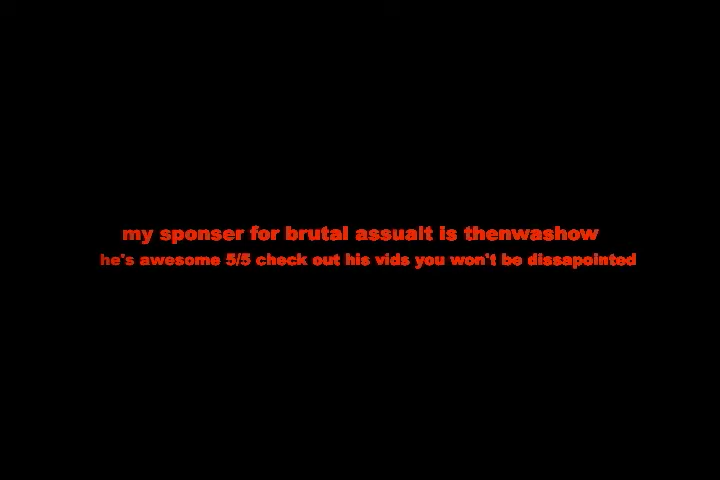 my sponser for brutal assualt is thenwashow
he's awesome 5/5 check out his vids you won't be dissapointed